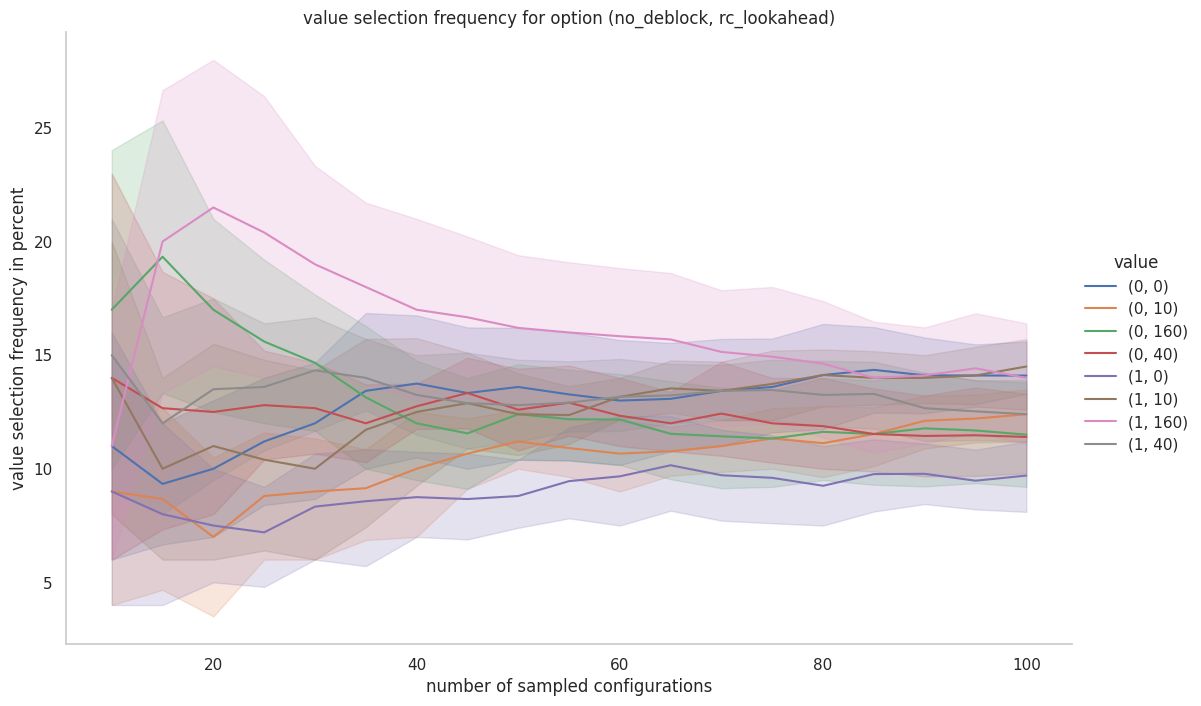 value selection frequency for option (no_deblock, rc_lookahead)
value selection frequency in percent
25
20
15
10
5
20 40 60 80 100
number of sampled configurations
value
(0, 0)
(0, 10)
(0, 160)
(0, 40)
(1, 0)
(1, 10)
(1, 160)
(1, 40)